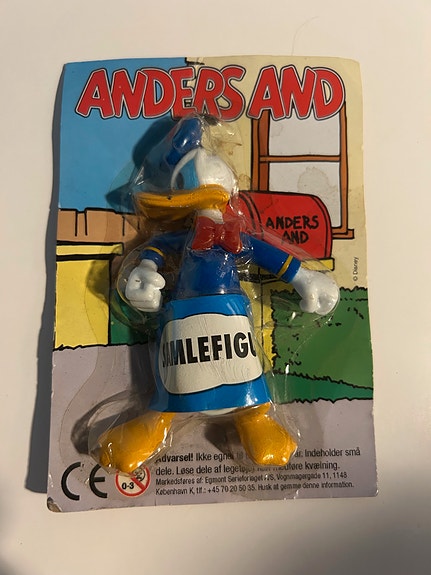 ANDERS AND
ANDERS
AND
© Disney
SAMLEFIGU
Advarsel! Ikke egnet til år. Indeholder små
dele. Løse dele af legetøjet kan medføre kvælning.
Markedsføres af: Egmont Serieforlaget A/S, Vognmagergade 11, 1148
København K, tlf.: +45 70 20 50 35. Husk at gemme denne information.
CE
0-3